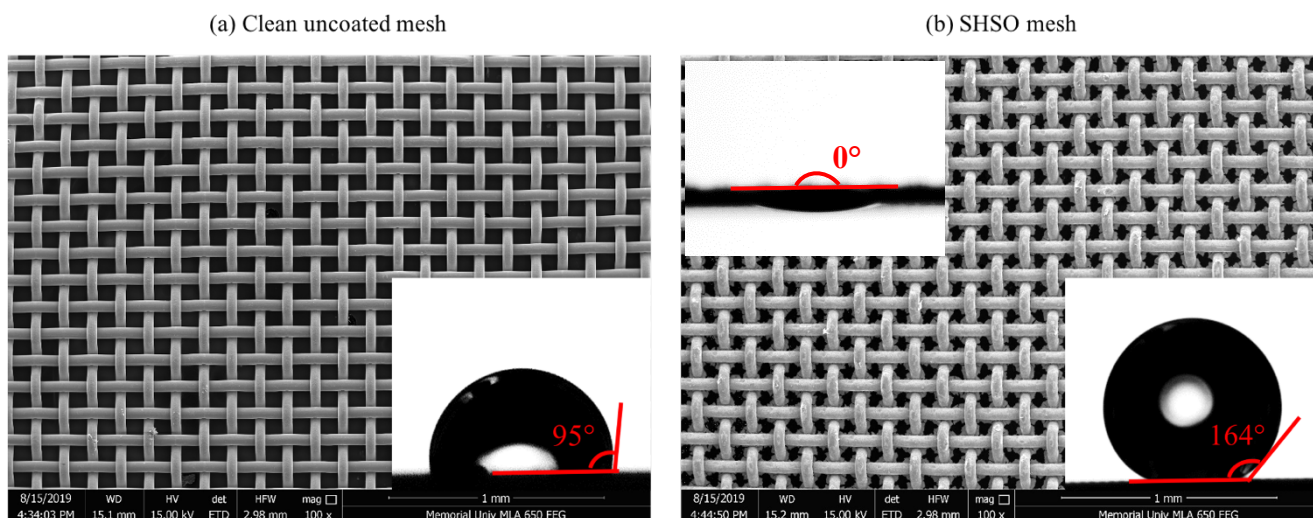 (a) Clean uncoated mesh
(b) SHSO mesh
0°
95°
164°
8/15/2019 WD HV det HFW mag □ 1 mm
4:34:03 PM 15.1 mm 15.00 kV ETD 2.98 mm 100 x Memorial Univ MLA 650 FEG
8/15/2019 WD HV det HFW mag □ 1 mm
4:44:50 PM 15.2 mm 15.00 kV ETD 2.98 mm 100 x Memorial Univ MLA 650 FEG